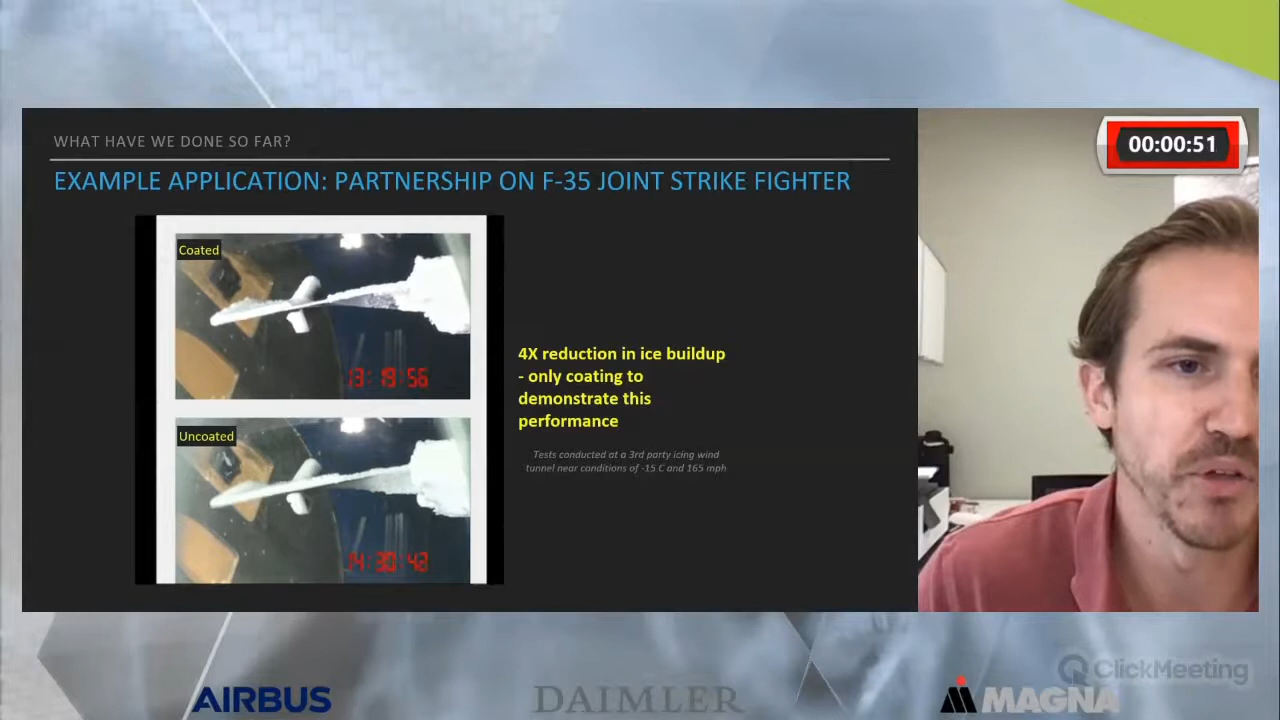 WHAT HAVE WE DONE SO FAR?
EXAMPLE APPLICATION: PARTNERSHIP ON F-35 JOINT STRIKE FIGHTER
00:00:51
Coated
13:19:56
Uncoated
14:30:42
4X reduction in ice buildup
- only coating to
demonstrate this
performance
Tests conducted at a 3rd party icing wind
tunnel near conditions of -15 C and 165 mph
ClickMeeting
AIRBUS
DAIMLER
MAGNA